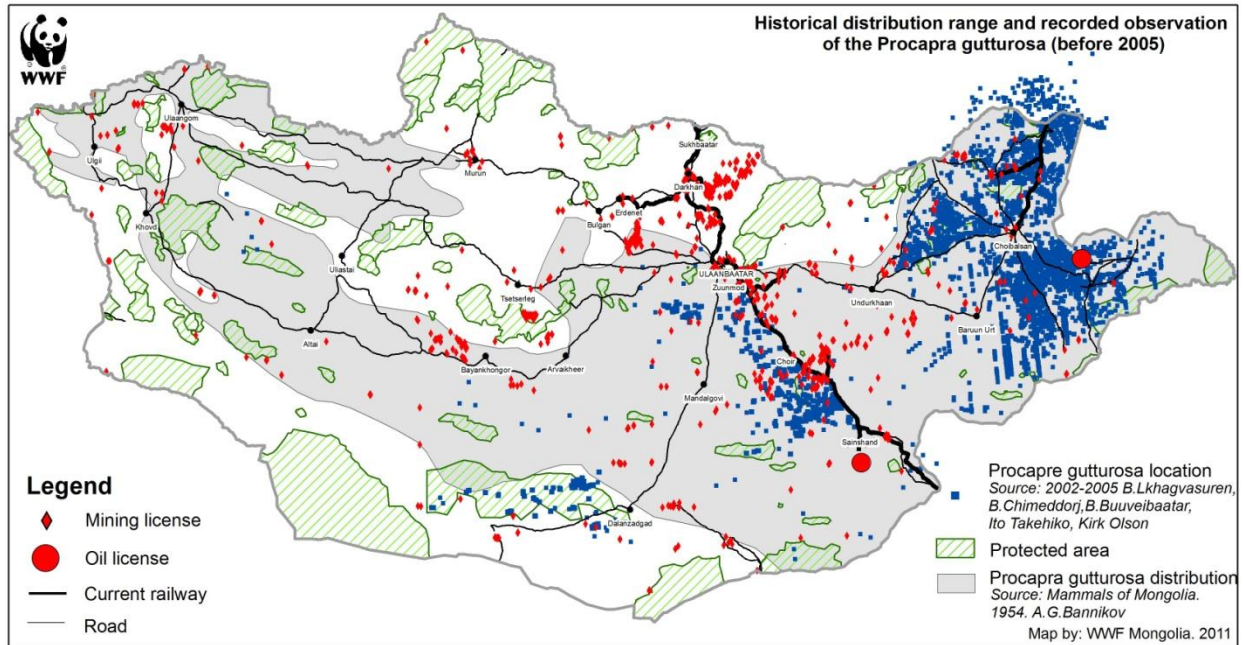 Historical distribution range and recorded observation
of the Procapra gutturosa (before 2005)
WWF
Ulaangom
Ulgii
Khovd
Murun
Uliastai
Altai
Tsetserleg
Bayankhongor
Arvaikheer
Bulgan
Erdenet
Darkhan
Sukhbaatar
ULAANBAATAR
Zuunmod
Choir
Mandalgovi
Sainshand
Dalanzadgad
Undurkhaan
Baruun Urt
Choibalsan
Legend
Mining license
Oil license
Current railway
Road
Procapre gutturosa location
Source: 2002-2005 B.Lkhagvasuren,
B.Chimeddorj,B.Buuveibaatar,
Ito Takehiko, Kirk Olson
Protected area
Procapra gutturosa distribution
Source: Mammals of Mongolia.
1954. A.G.Bannikov
Map by: WWF Mongolia. 2011